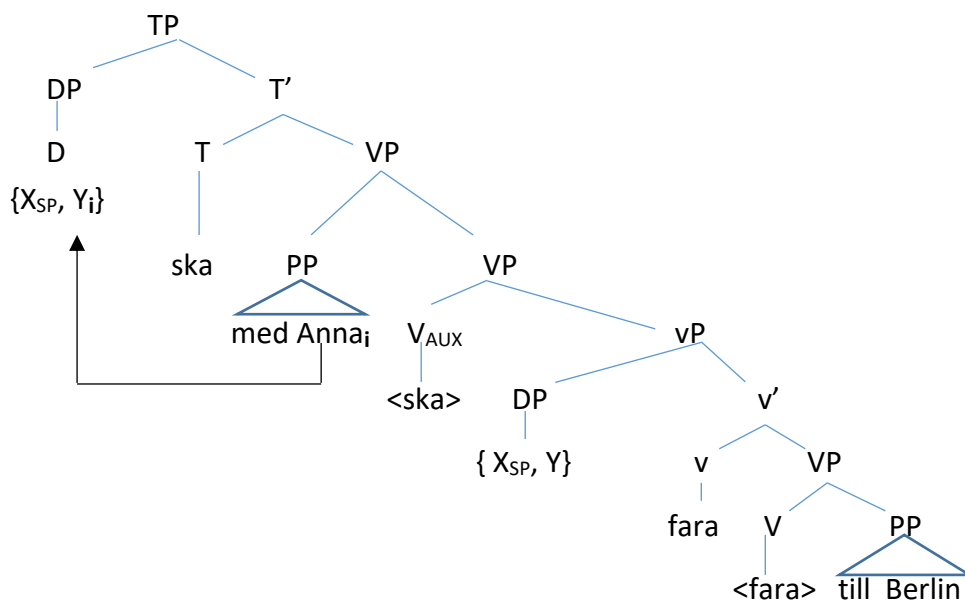 TP
DP T’
D T VP
{X_SP, Y_i}
ska PP VP
med Anna_i V_AUX vP
<ska> DP v’
{ X_SP, Y} v VP
fara V PP
<fara> till Berlin